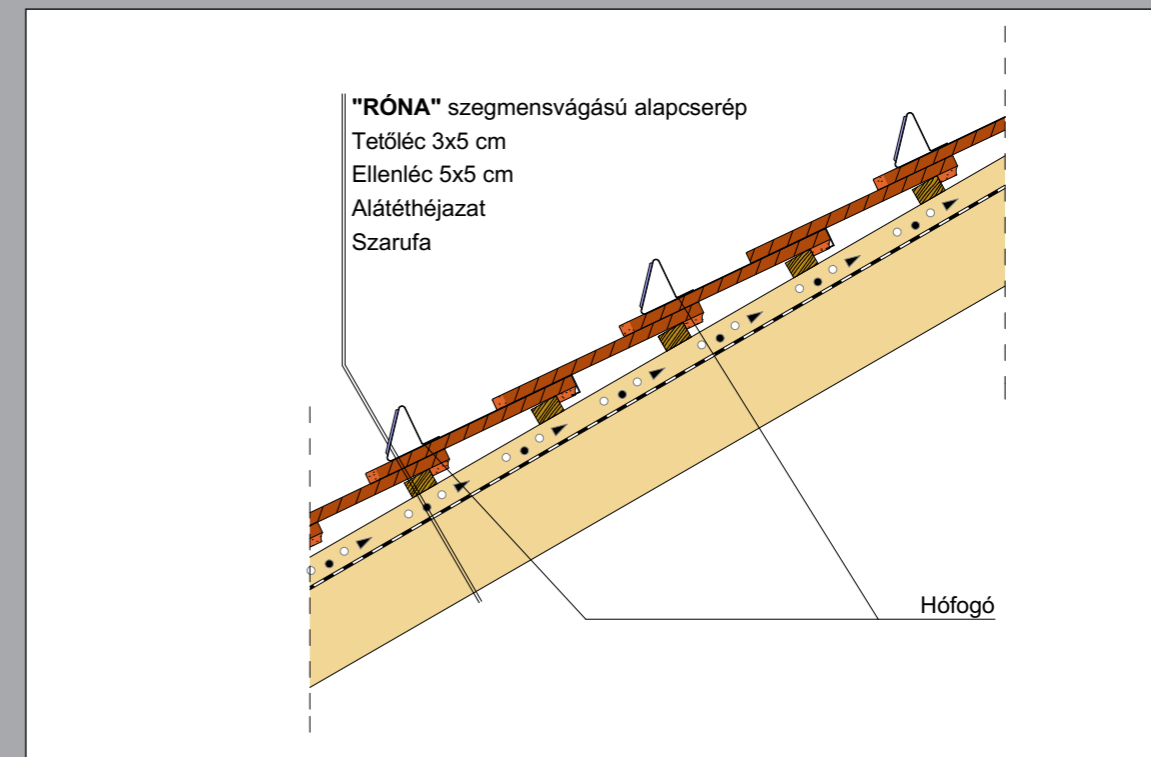 "RÓNA" szegmensvágású alapcserép
Tetőléc 3x5 cm
Ellenléc 5x5 cm
Alátéthéjazat
Szarufa
Hófogó